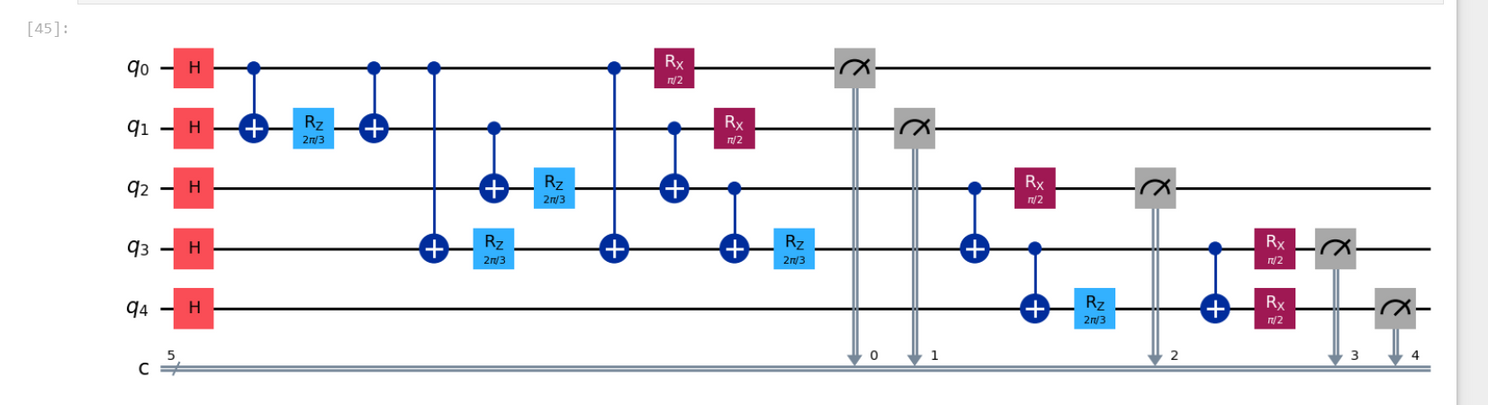 [45]:
q0 H RX π/2
q1 H RZ 2π/3 RX π/2
q2 H RZ 2π/3 RX π/2
q3 H RZ 2π/3 RZ 2π/3 RX π/2
q4 H RZ 2π/3 RX π/2
c 5 0 1 2 3 4